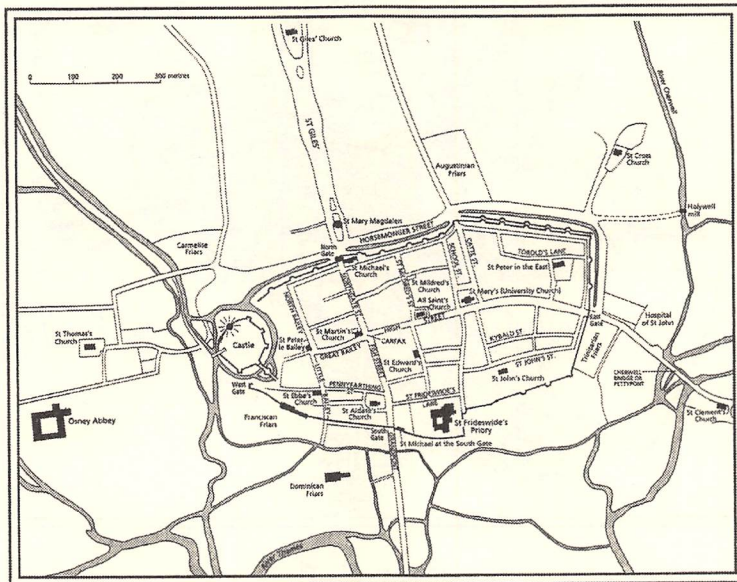 St Giles' Church
0 100 200 300 metres
ST GILES'
River Cherwell
Augustinian
Friars
St Cross
Church
Holywell
mill
St Mary Magdalen
HORSEMONGER STREET
Carmelite
Friars
North
Gate
St Michael's
Church
SCHOOL ST
CATTE ST
TOROLD'S LANE
St Mildred's
Church
St Peter in the East
All Saint's
Church
St Mary's (University Church)
St Thomas's
Church
Castle
St Peter
le Bailey
St Martin's
Church
CARFAX
HIGH
STREET
GREAT BAILEY
KYBALD ST
East
Gate
Hospital
of St John
Trinitarian
Friars
St Edward's
Church
ST JOHN'S ST.
St John's Church
CHERWELL
BRIDGE OR
PETTYPONT
West
Gate
PENNYFARTHING
ST
St Ebbe's
Church
St Aldate's
Church
ST FRIDESWIDE'S
LANE
Osney Abbey
Franciscan
Friars
South
Gate
St Frideswide's
Priory
St Michael at the South Gate
St Clement's
Church
Dominican
Friars
River Thames